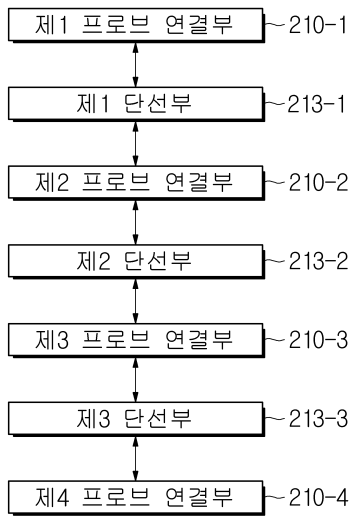 제1 프로브 연결부 210-1
제1 단선부 213-1
제2 프로브 연결부 210-2
제2 단선부 213-2
제3 프로브 연결부 210-3
제3 단선부 213-3
제4 프로브 연결부 210-4